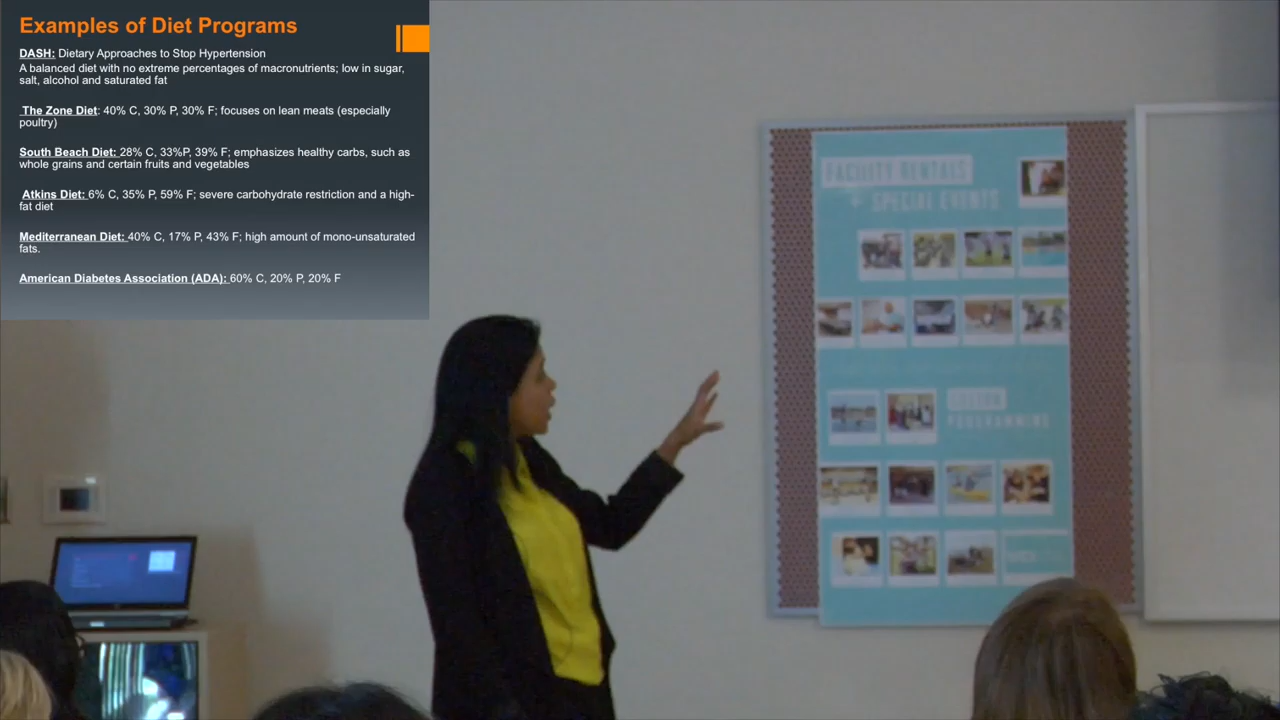 Examples of Diet Programs
DASH: Dietary Approaches to Stop Hypertension
A balanced diet with no extreme percentages of macronutrients; low in sugar,
salt, alcohol and saturated fat
The Zone Diet: 40% C, 30% P, 30% F; focuses on lean meats (especially
poultry)
South Beach Diet: 28% C, 33%P, 39% F; emphasizes healthy carbs, such as
whole grains and certain fruits and vegetables
Atkins Diet: 6% C, 35% P, 59% F; severe carbohydrate restriction and a high-
fat diet
Mediterranean Diet: 40% C, 17% P, 43% F; high amount of mono-unsaturated
fats.
American Diabetes Association (ADA): 60% C, 20% P, 20% F
FACILITY RENTALS
+ SPECIAL EVENTS
PROGRAMMING